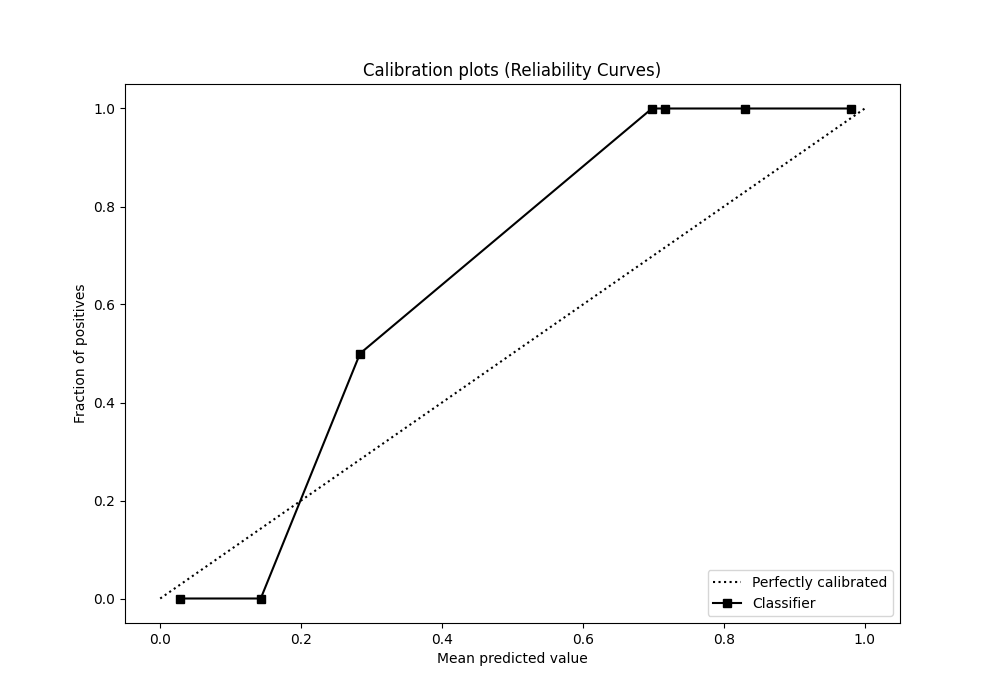 Calibration plots (Reliability Curves)
1.0
0.8
0.6
0.4
0.2
0.0
Fraction of positives
0.0 0.2 0.4 0.6 0.8 1.0
Mean predicted value
Perfectly calibrated
Classifier